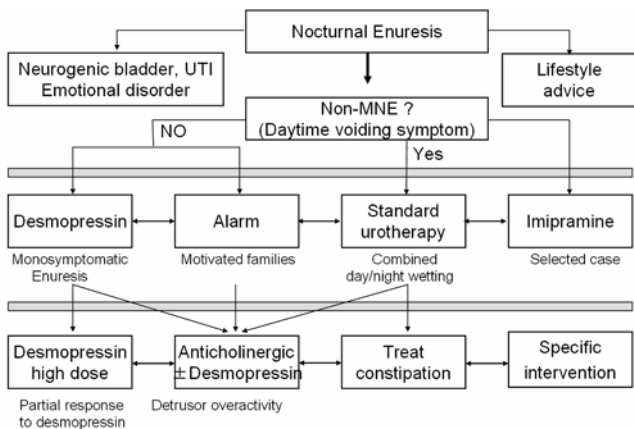 Nocturnal Enuresis
Neurogenic bladder, UTI
Emotional disorder
Lifestyle
advice
Non-MNE ?
(Daytime voiding symptom)
NO
Yes
Desmopressin
Alarm
Standard
urotherapy
Imipramine
Monosymptomatic
Enuresis
Motivated families
Combined
day/night wetting
Selected case
Desmopressin
high dose
Anticholinergic
±Desmopressin
Treat
constipation
Specific
intervention
Partial response
to desmopressin
Detrusor overactivity